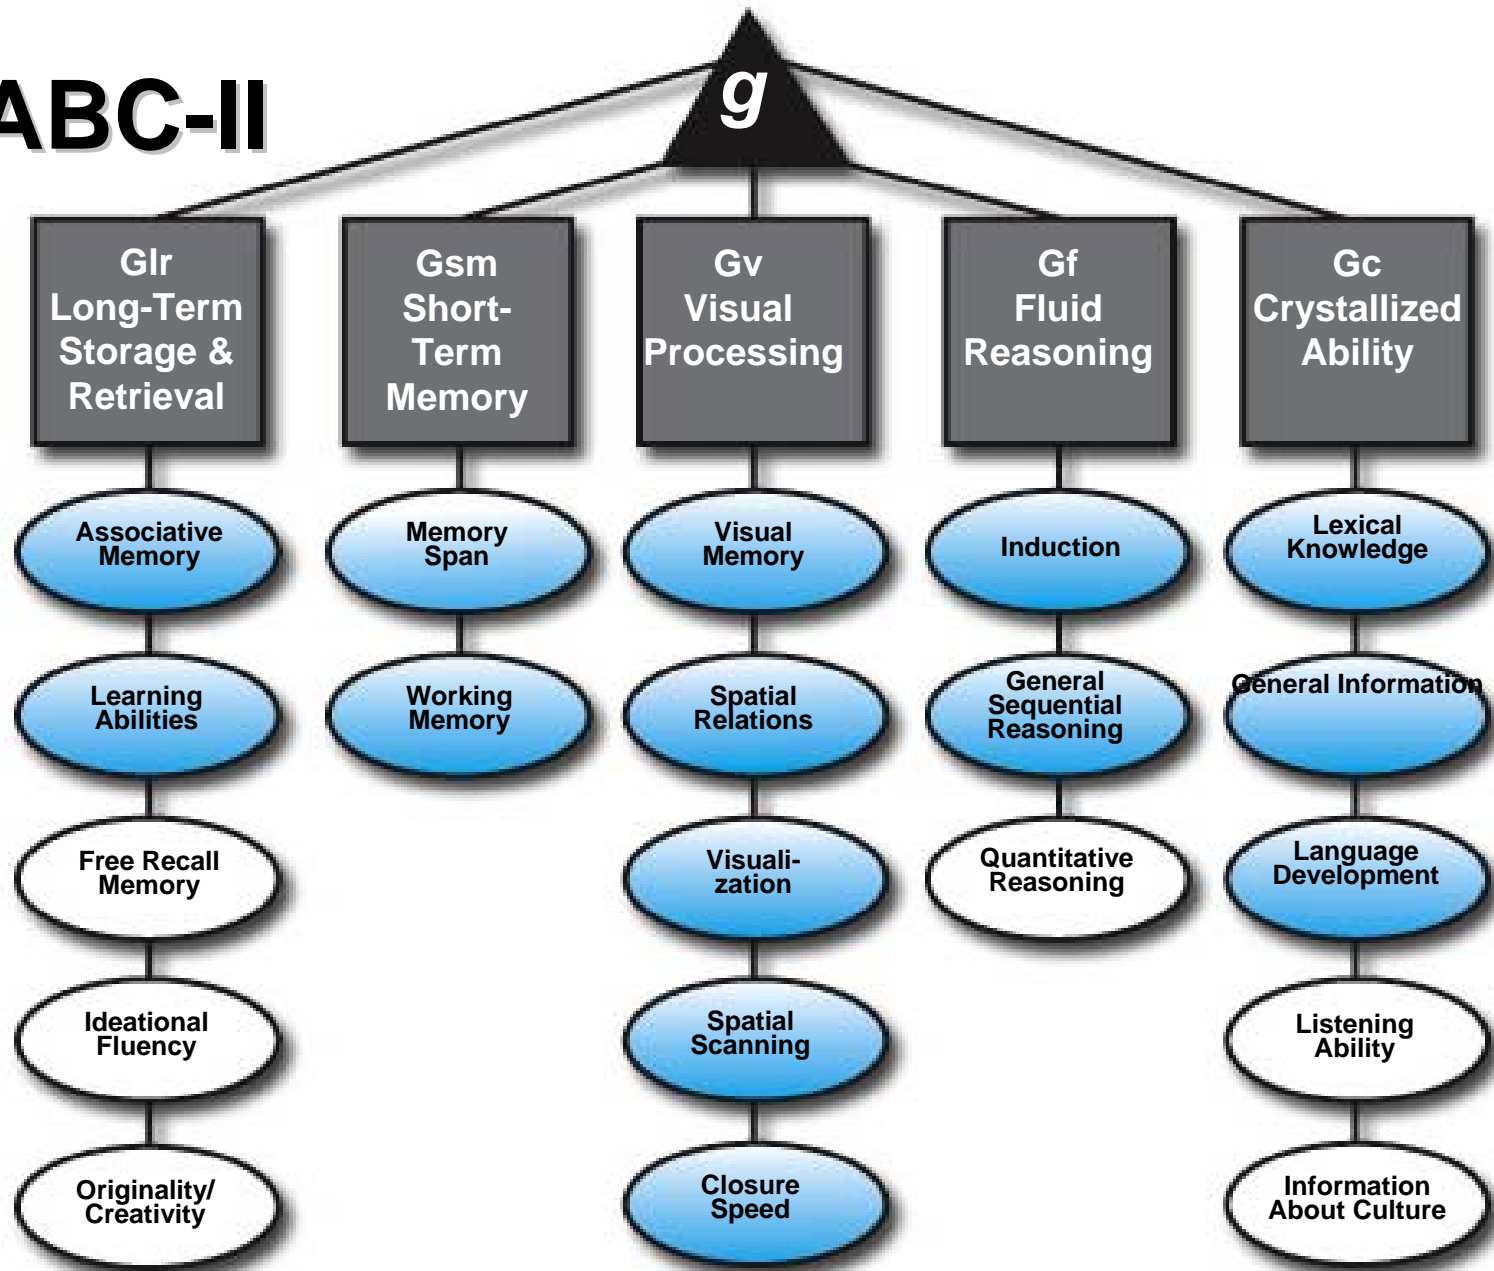 ABC-II
g
Glr
Long-Term
Storage &
Retrieval
Gsm
Short-
Term
Memory
Gv
Visual
Processing
Gf
Fluid
Reasoning
Gc
Crystallized
Ability
Associative
Memory
Learning
Abilities
Free Recall
Memory
Ideational
Fluency
Originality/
Creativity
Memory
Span
Working
Memory
Visual
Memory
Spatial
Relations
Visuali-
zation
Spatial
Scanning
Closure
Speed
Induction
General
Sequential
Reasoning
Quantitative
Reasoning
Lexical
Knowledge
General Information
Language
Development
Listening
Ability
Information
About Culture